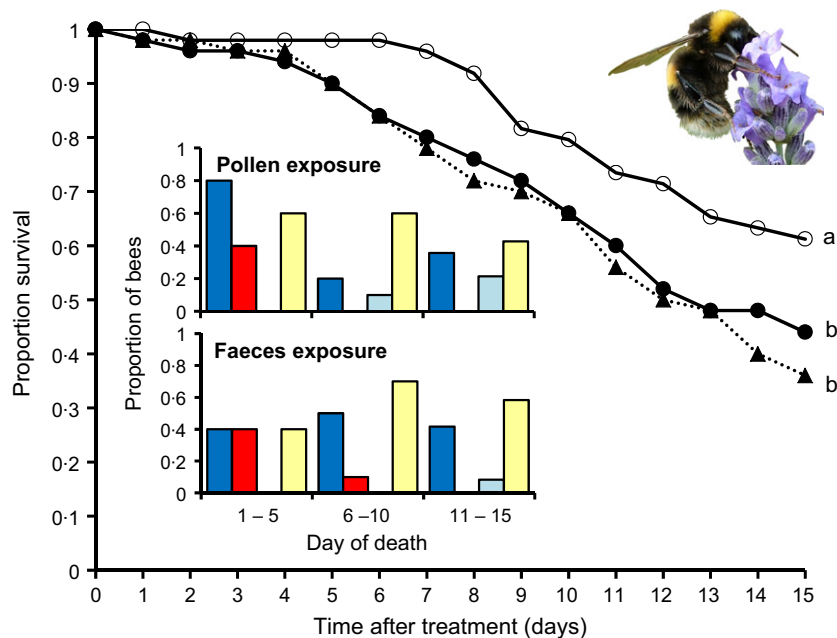 1
0·9
0·8
0·7
0·6
0·5
0·4
0·3
0·2
0·1
0
Proportion survival
a
b
b
1
0·8
0·6
0·4
0·2
0
Pollen exposure
Proportion of bees
1
0·8
0·6
0·4
0·2
0
Faeces exposure
1 – 5 6 –10 11 – 15
Day of death
0 1 2 3 4 5 6 7 8 9 10 11 12 13 14 15
Time after treatment (days)